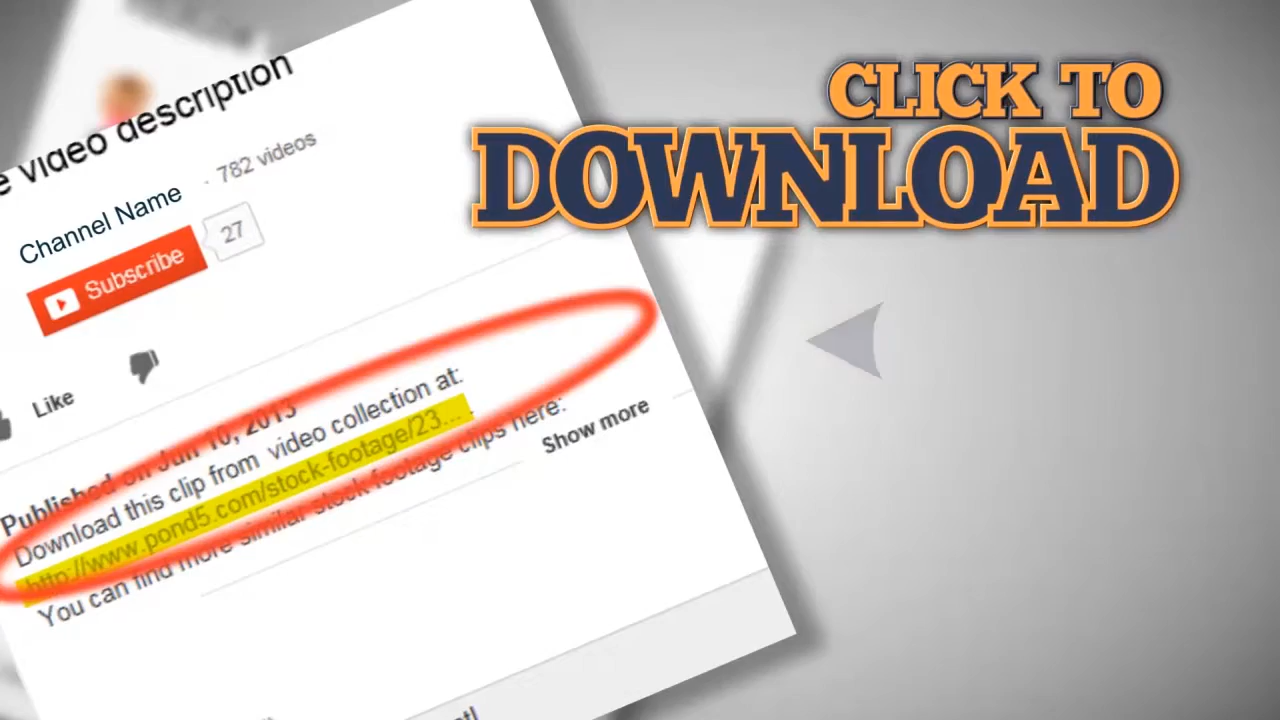 CLICK TO
DOWNLOAD
e video description
Channel Name · 782 videos
Subscribe 27
Like
Published on Jun 10, 2013
Download this clip from video collection at:
http://www.pond5.com/stock-footage/23... .
You can find more similar stock footage clips here:
Show more